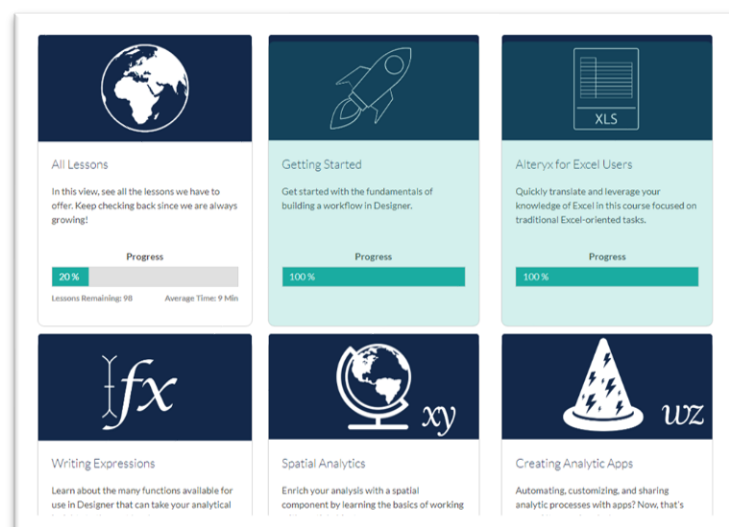 XLS
All Lessons
In this view, see all the lessons we have to
offer. Keep checking back since we are always
growing!
Progress
20 %
Lessons Remaining: 98 Average Time: 9 Min
Getting Started
Get started with the fundamentals of
building a workflow in Designer.
Progress
100 %
Alteryx for Excel Users
Quickly translate and leverage your
knowledge of Excel in this course focused on
traditional Excel-oriented tasks.
Progress
100 %
fx
Writing Expressions
Learn about the many functions available for
use in Designer that can take your analytical
xy
Spatial Analytics
Enrich your analysis with a spatial
component by learning the basics of working
wz
Creating Analytic Apps
Automating, customizing, and sharing
analytic processes with apps? Now, that's